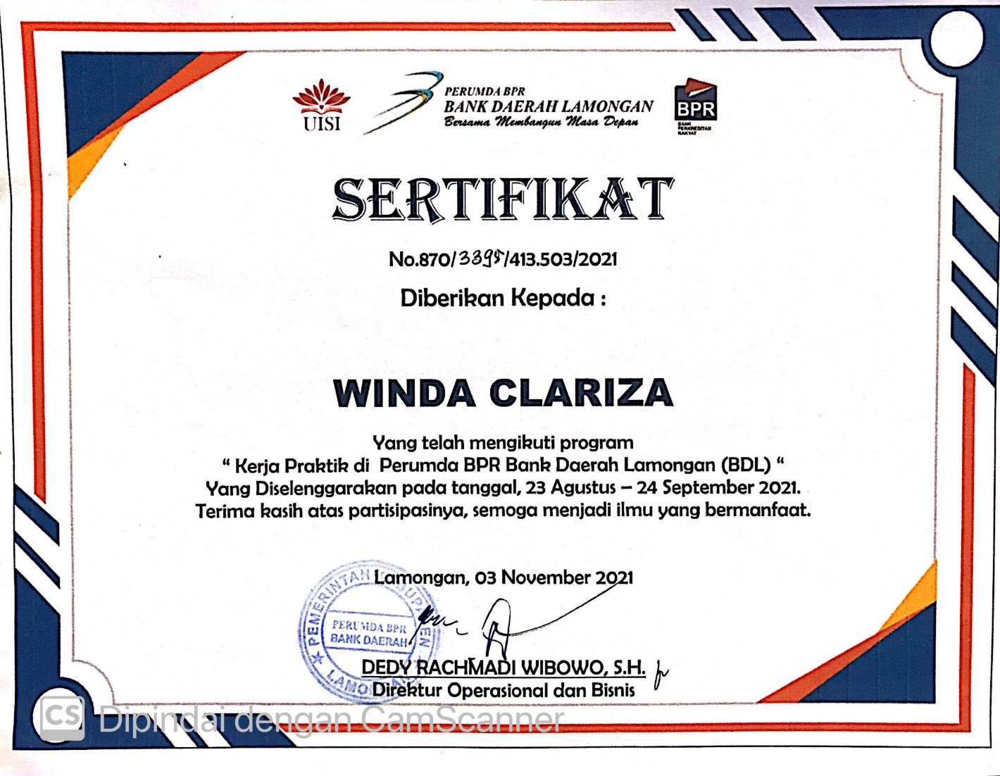 UISI
PERUMDA BPR
BANK DAERAH LAMONGAN
Bersama Membangun Masa Depan
BPR
BANK
PERKREDITAN
RAKYAT
SERTIFIKAT
No.870/3395/413.503/2021
Diberikan Kepada :
WINDA CLARIZA
Yang telah mengikuti program
“ Kerja Praktik di Perumda BPR Bank Daerah Lamongan (BDL) “
Yang Diselenggarakan pada tanggal, 23 Agustus – 24 September 2021.
Terima kasih atas partisipasinya, semoga menjadi ilmu yang bermanfaat.
Lamongan, 03 November 2021
PEMERINTAH
PERUMDA BPR
BANK DAERAH
DEDY RACHMADI WIBOWO, S.H.
Direktur Operasional dan Bisnis
CS Dipindai dengan CamScanner